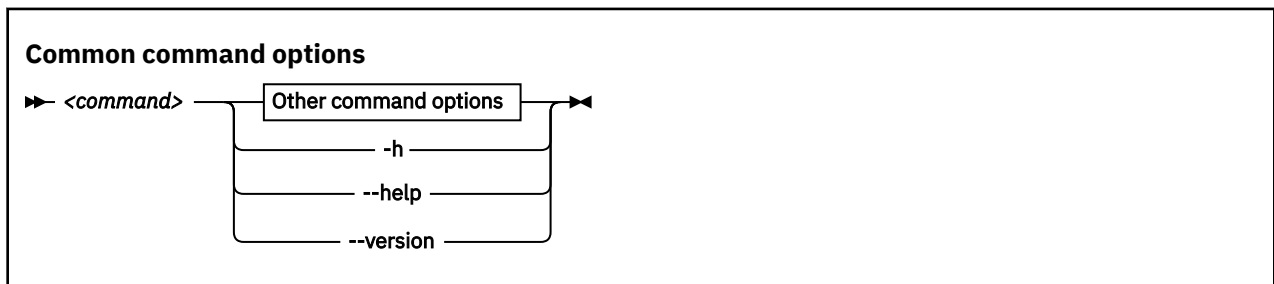 Common command options
<command> Other command options
-h
--help
--version